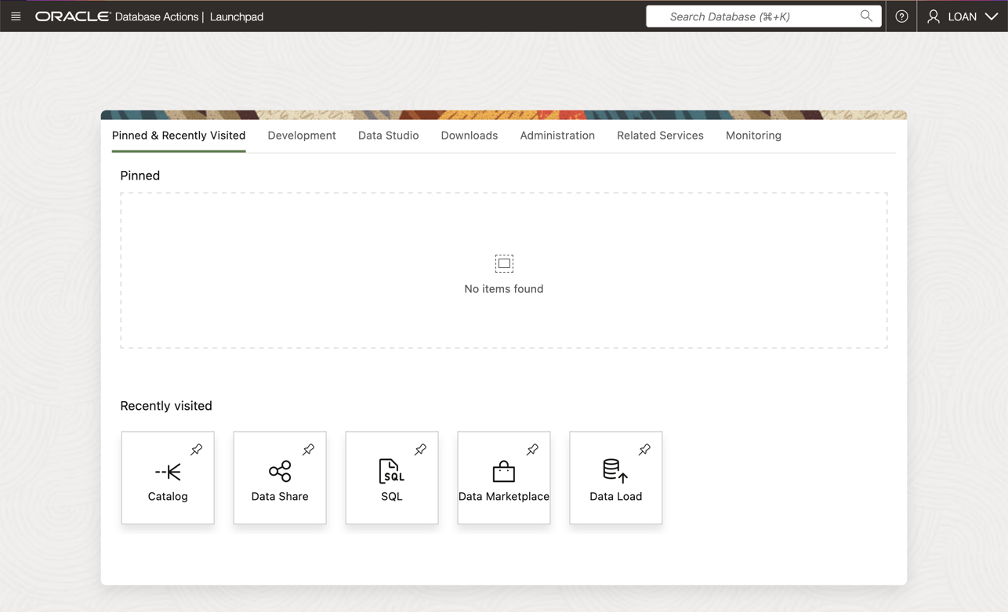 ORACLE Database Actions | Launchpad
Search Database (⌘+K)
LOAN
Pinned & Recently Visited
Development
Data Studio
Downloads
Administration
Related Services
Monitoring
Pinned
No items found
Recently visited
Catalog
Data Share
SQL
SQL
Data Marketplace
Data Load